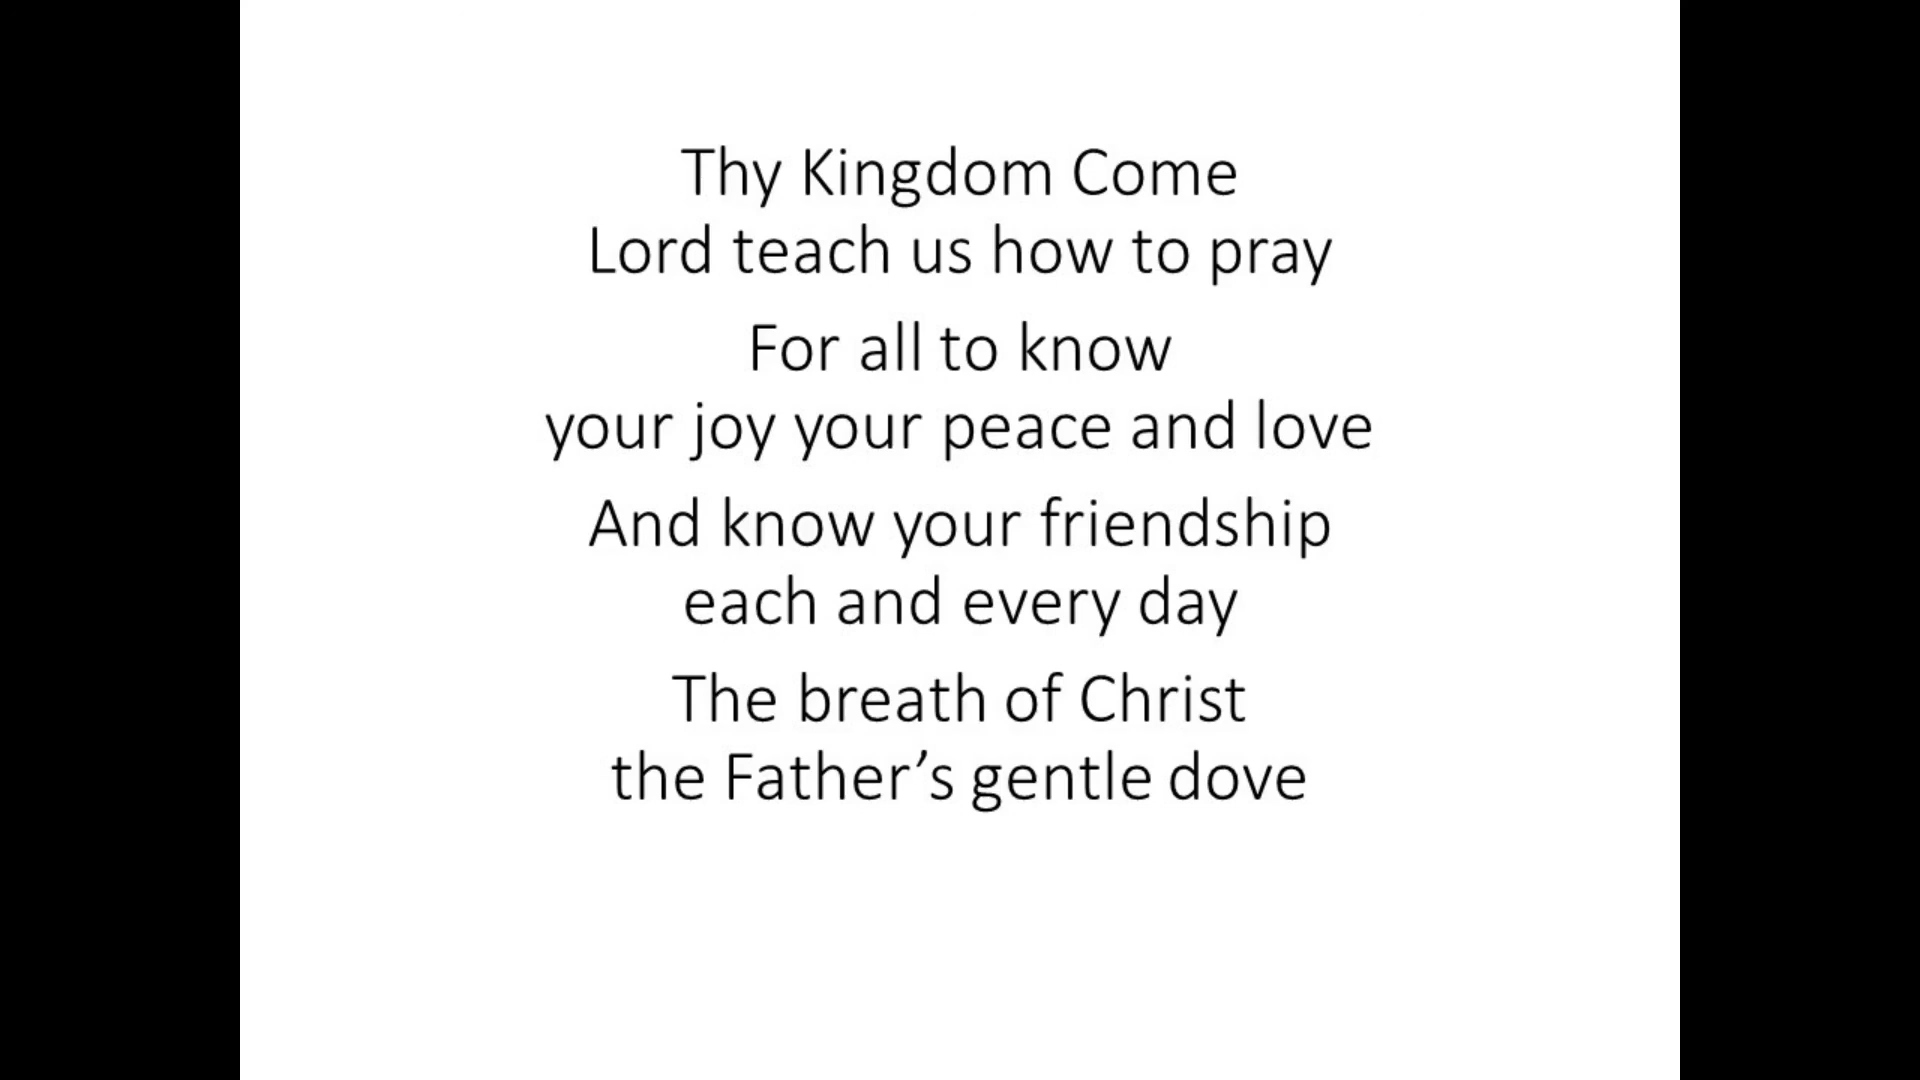 Thy Kingdom Come
Lord teach us how to pray
For all to know
your joy your peace and love
And know your friendship
each and every day
The breath of Christ
the Father’s gentle dove